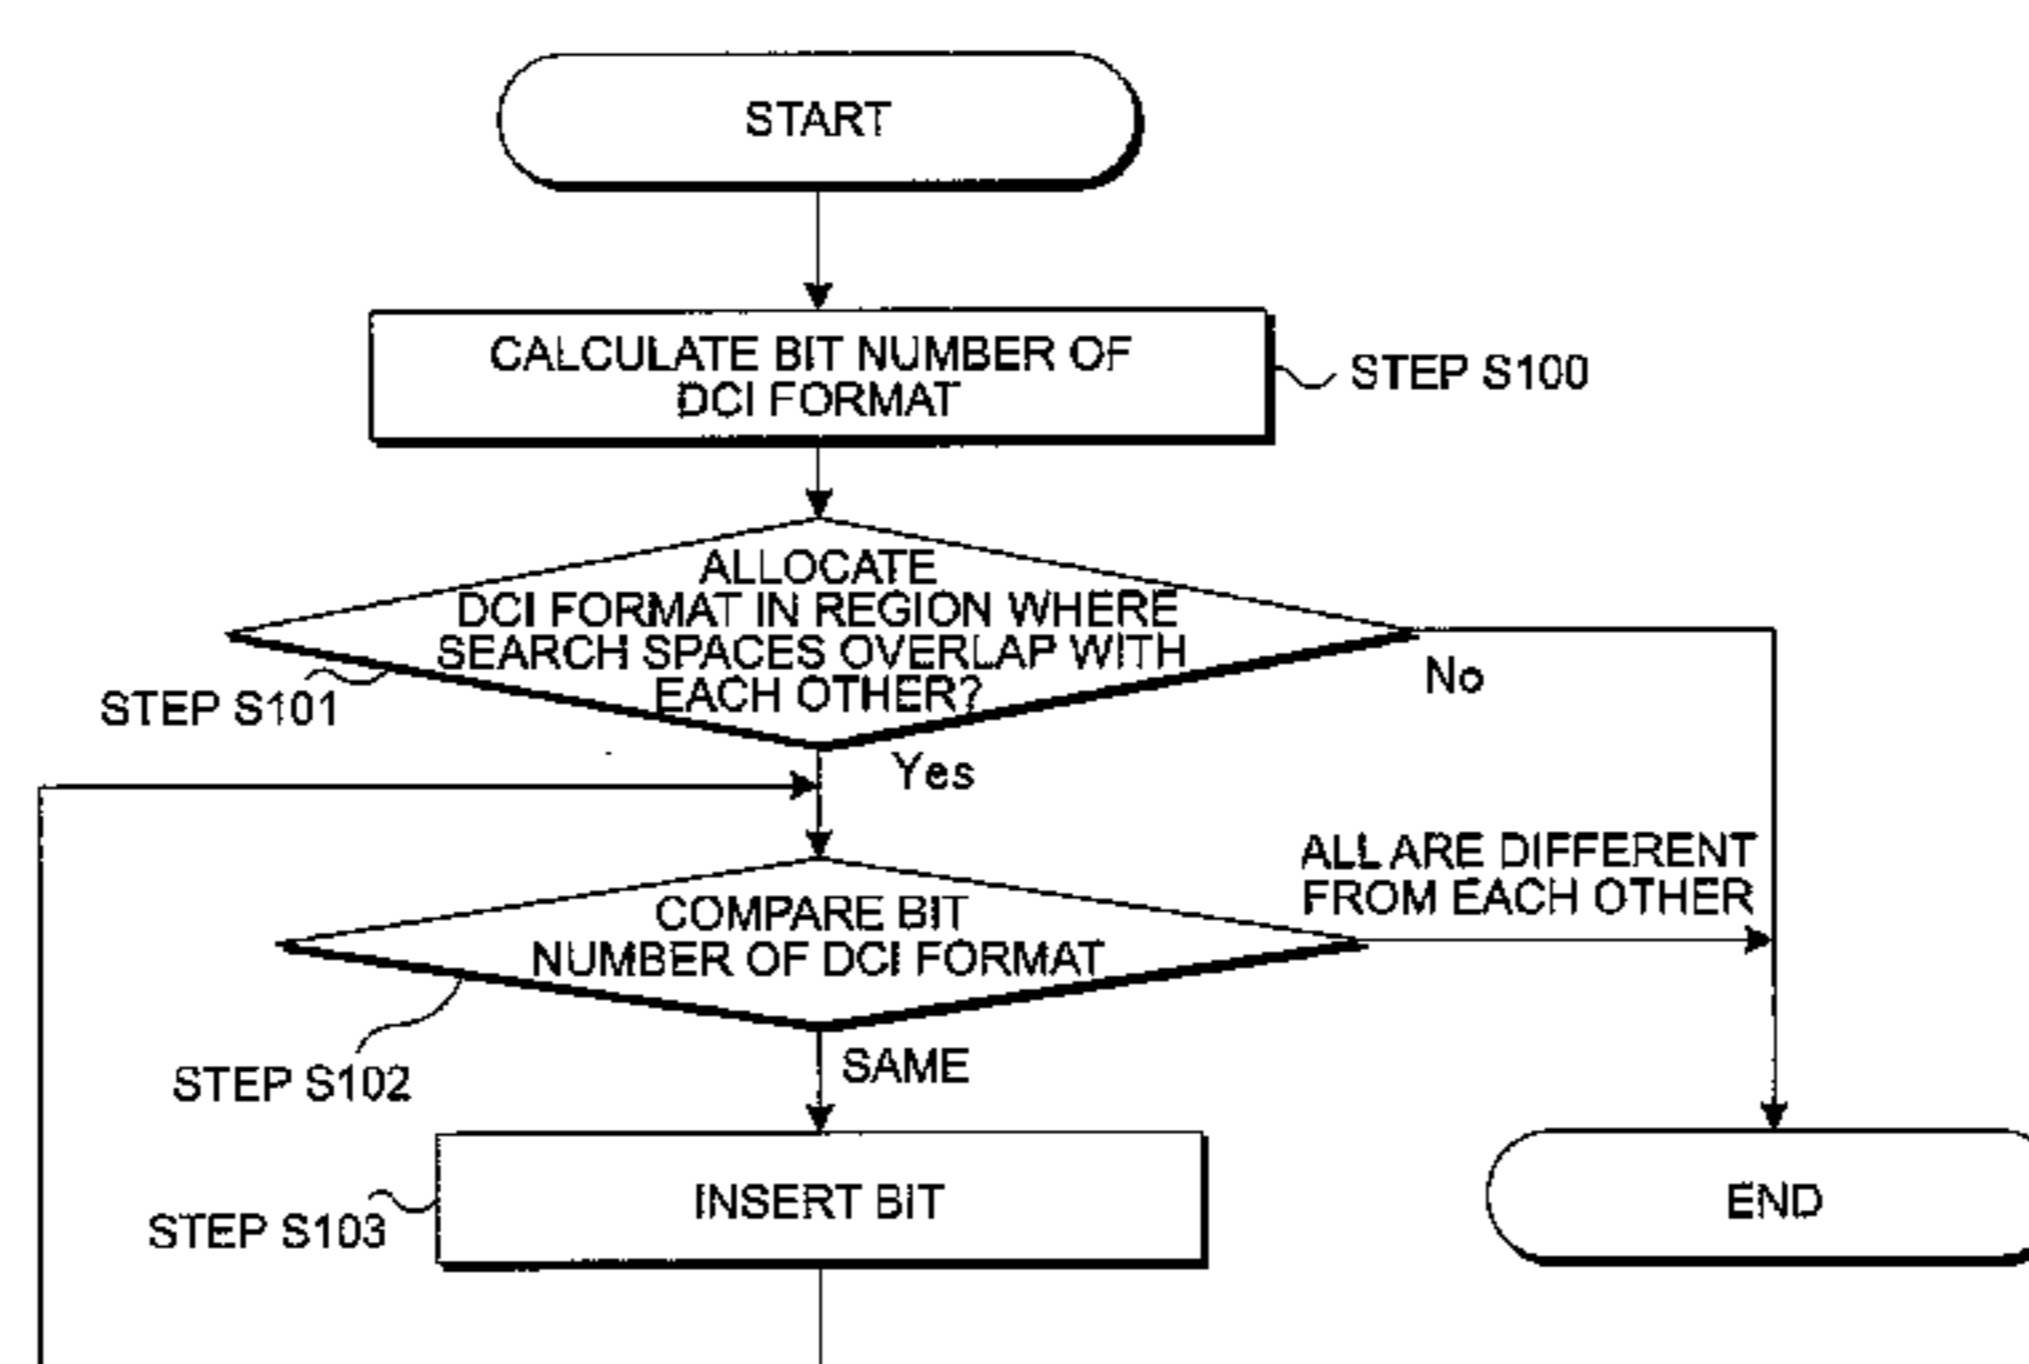 START
CALCULATE BIT NUMBER OF
DCI FORMAT
STEP S100
ALLOCATE
DCI FORMAT IN REGION WHERE
SEARCH SPACES OVERLAP WITH
EACH OTHER?
STEP S101
No
Yes
ALL ARE DIFFERENT
FROM EACH OTHER
COMPARE BIT
NUMBER OF DCI FORMAT
STEP S102
SAME
INSERT BIT
STEP S103
END